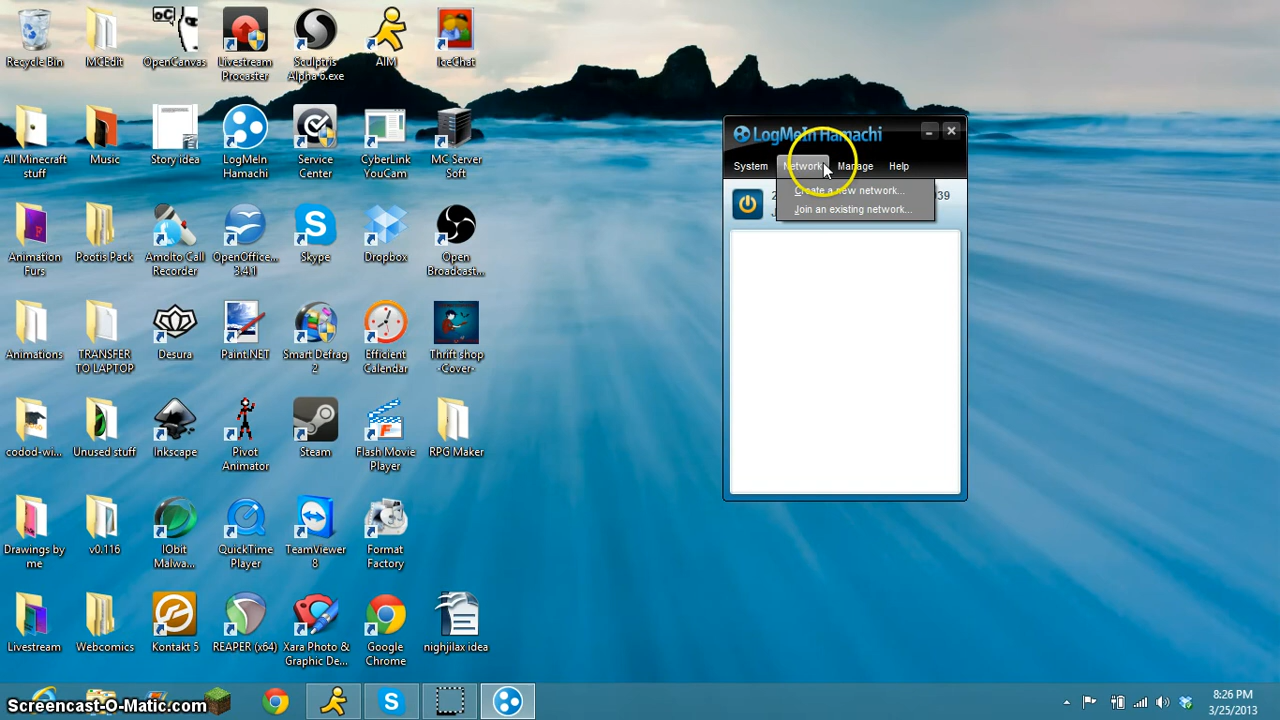 Recycle Bin
MCEdit
OpenCanvas
Livestream
Procaster
Sculptris
Alpha 6.exe
AIM
IceChat
All Minecraft
stuff
Music
Story idea
LogMeIn
Hamachi
Service
Center
CyberLink
YouCam
MC Server
Soft
Animation
Furs
Pootis Pack
Amolto Call
Recorder
OpenOffice...
3.4.1
Skype
Dropbox
Open
Broadcast...
Animations
TRANSFER
TO LAPTOP
Desura
Paint.NET
Smart Defrag
2
Efficient
Calendar
Thrift shop
-Cover-
codod-wi...
Unused stuff
Inkscape
Pivot
Animator
Steam
Flash Movie
Player
RPG Maker
Drawings by
me
v0.116
IObit
Malwa...
QuickTime
Player
TeamViewer
8
Format
Factory
Livestream
Webcomics
Kontakt 5
REAPER (x64)
Xara Photo &
Graphic De...
Google
Chrome
nighjilax idea
LogMeIn Hamachi
System Network Manage Help
Create a new network...
Join an existing network...
39
Screencast-O-Matic.com
8:26 PM
3/25/2013